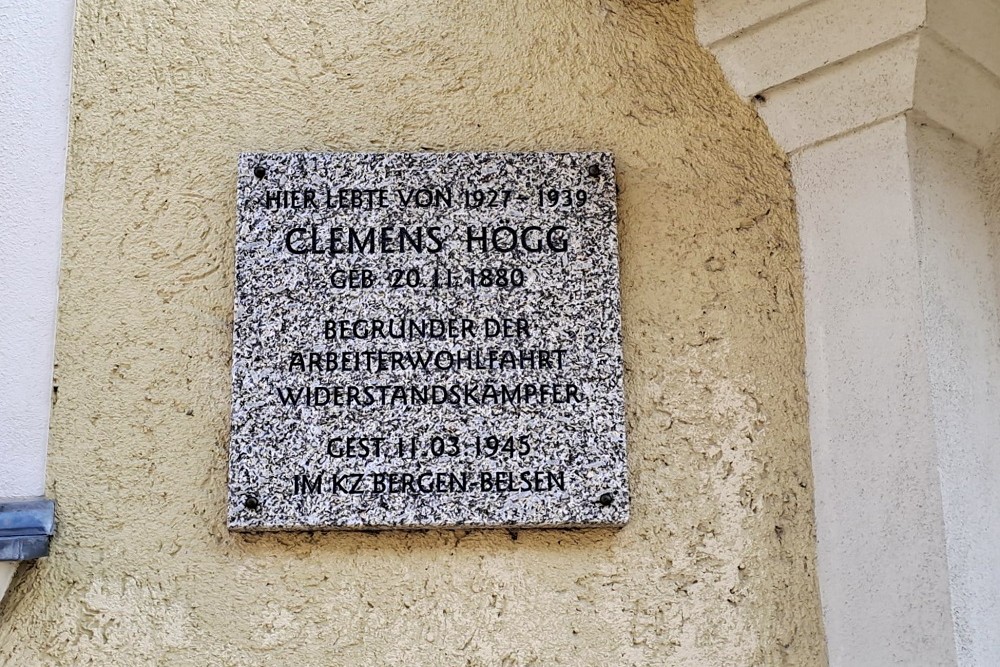 HIER LEBTE VON 1927 - 1939
CLEMENS HÖGG
GEB. 20.11.1880
BEGRÜNDER DER
ARBEITERWOHLFAHRT
WIDERSTANDSKÄMPFER
GEST. 11.03.1945
IM KZ BERGEN-BELSEN